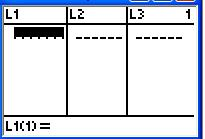 L1 L2 L3 1
------ ------ ------
L1(1) =